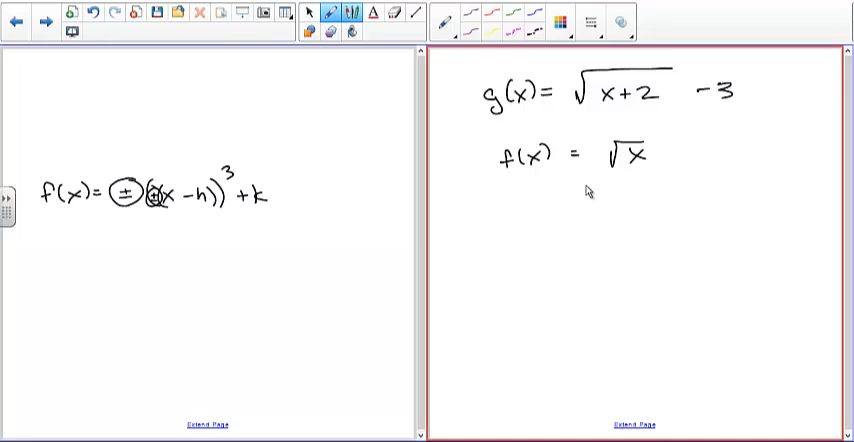 f(x) = ± (±(x - h))³ + k
g(x) = √(x+2) - 3
f(x) = √x
Extend Page
Extend Page